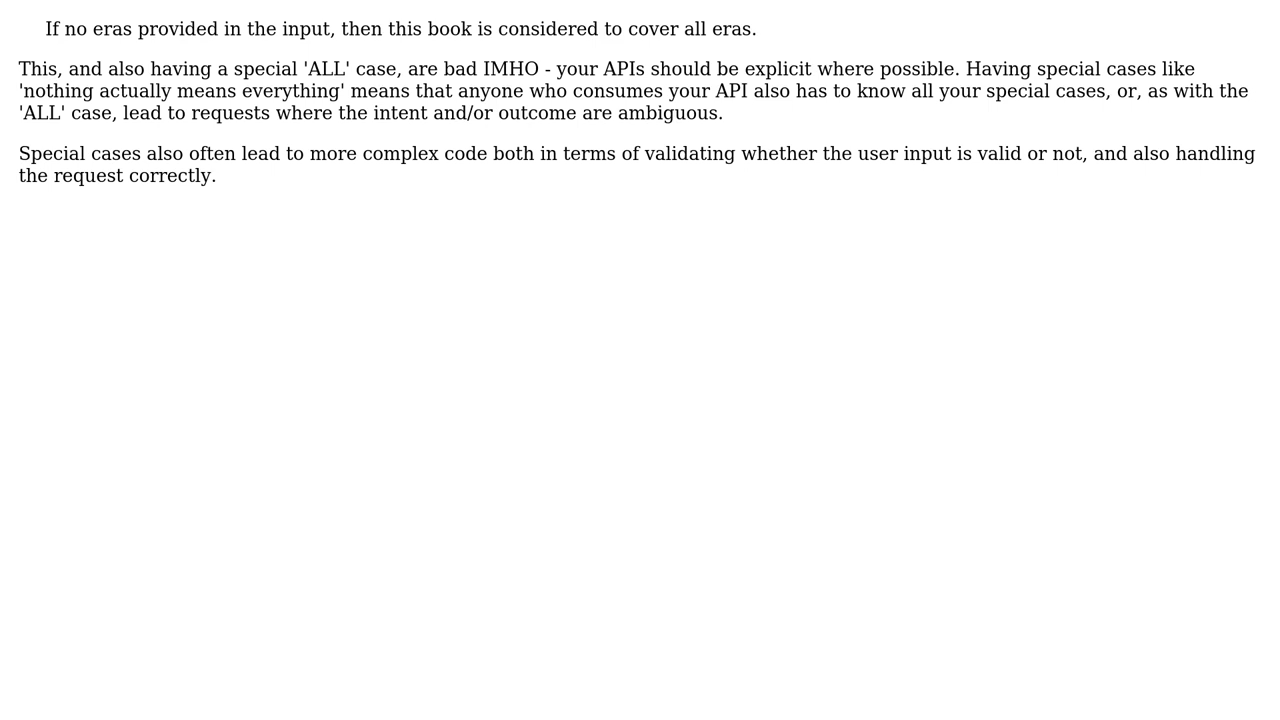 If no eras provided in the input, then this book is considered to cover all eras.
This, and also having a special 'ALL' case, are bad IMHO - your APIs should be explicit where possible. Having special cases like
'nothing actually means everything' means that anyone who consumes your API also has to know all your special cases, or, as with the
'ALL' case, lead to requests where the intent and/or outcome are ambiguous.
Special cases also often lead to more complex code both in terms of validating whether the user input is valid or not, and also handling
the request correctly.